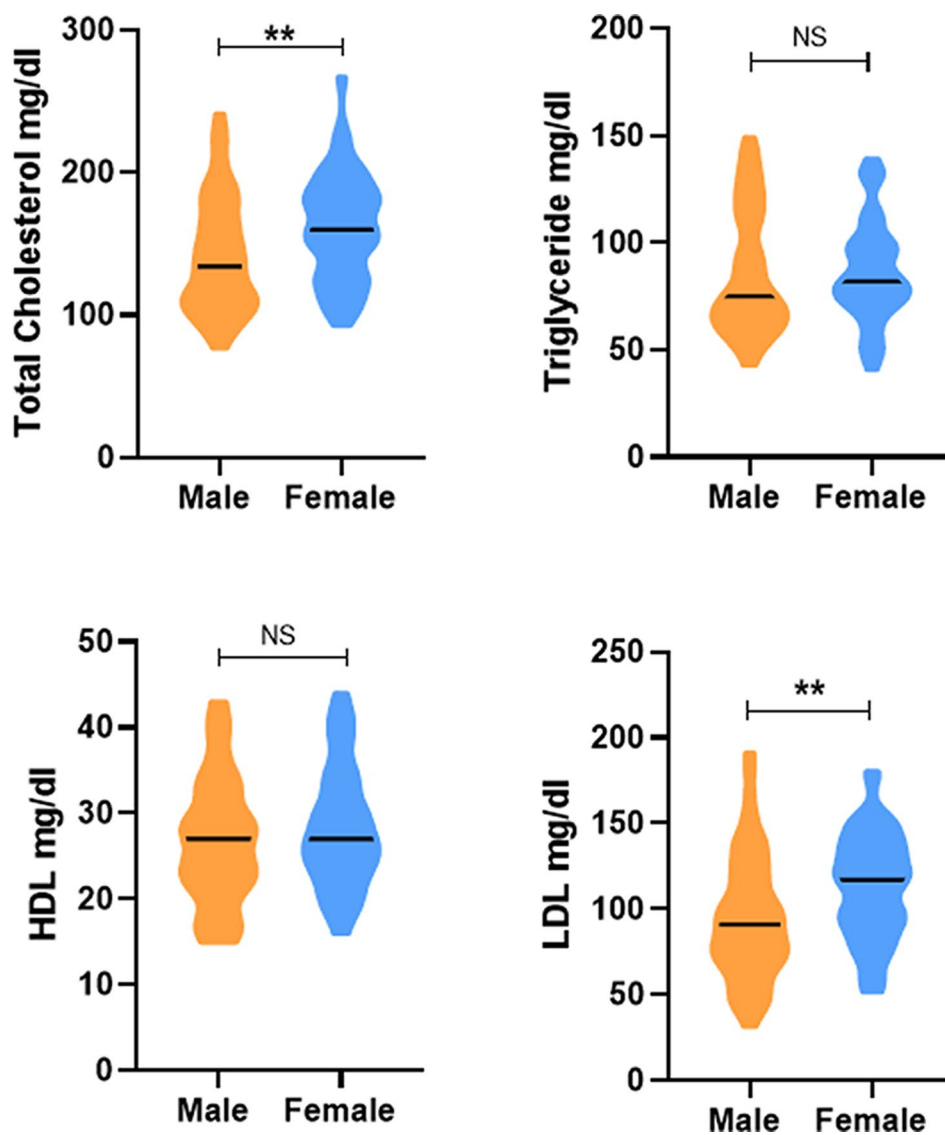 Total Cholesterol mg/dl
300
200
100
0
**
Male Female
Triglyceride mg/dl
200
150
100
50
0
NS
Male Female
HDL mg/dl
50
40
30
20
10
0
NS
Male Female
LDL mg/dl
250
200
150
100
50
0
**
Male Female